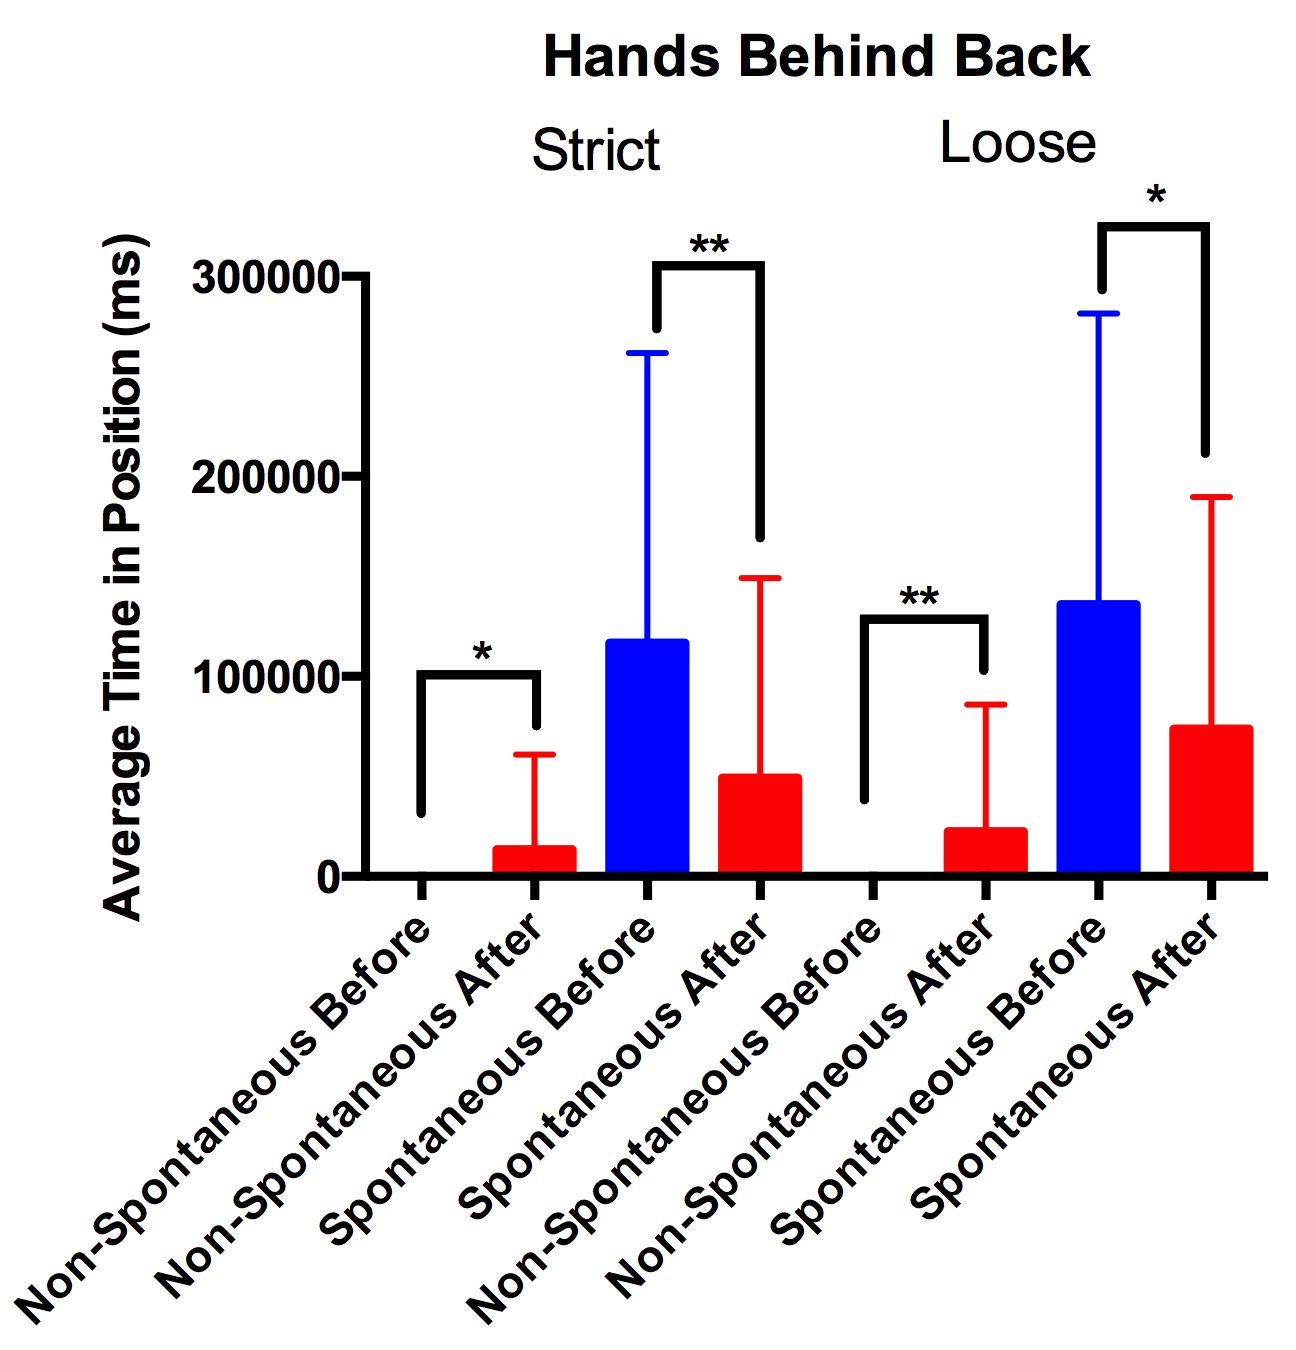 Hands Behind Back
Strict
Loose
Average Time in Position (ms)
300000
200000
100000
0
*
**
**
*
Non-Spontaneous Before
Non-Spontaneous After
Spontaneous Before
Spontaneous After
Non-Spontaneous Before
Non-Spontaneous After
Spontaneous Before
Spontaneous After